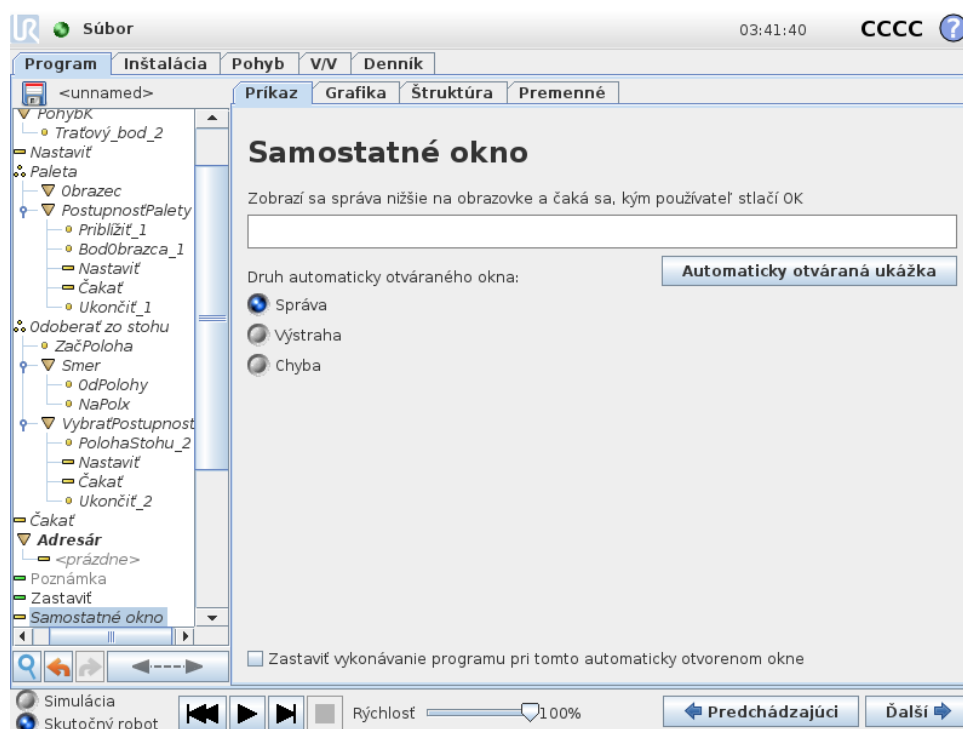 UR Súbor 03:41:40 CCCC ?
Program Inštalácia Pohyb V/V Denník
<unnamed> Príkaz Grafika Štruktúra Premenné
PohybK
Traťový_bod_2
Nastaviť
Paleta
Obrazec
PostupnosťPalety
Priblížiť_1
BodObrazca_1
Nastaviť
Čakať
Ukončiť_1
Odoberať zo stohu
ZačPoloha
Smer
OdPolohy
NaPolx
VybraťPostupnost
PolohaStohu_2
Nastaviť
Čakať
Ukončiť_2
Čakať
Adresár
<prázdne>
Poznámka
Zastaviť
Samostatné okno
Samostatné okno
Zobrazí sa správa nižšie na obrazovke a čaká sa, kým používateľ stlačí OK
Druh automaticky otváraného okna:
Automaticky otváraná ukážka
Správa
Výstraha
Chyba
Zastaviť vykonávanie programu pri tomto automaticky otvorenom okne
Simulácia
Skutočný robot
Rýchlosť 100%
Predchádzajúci
Ďalší